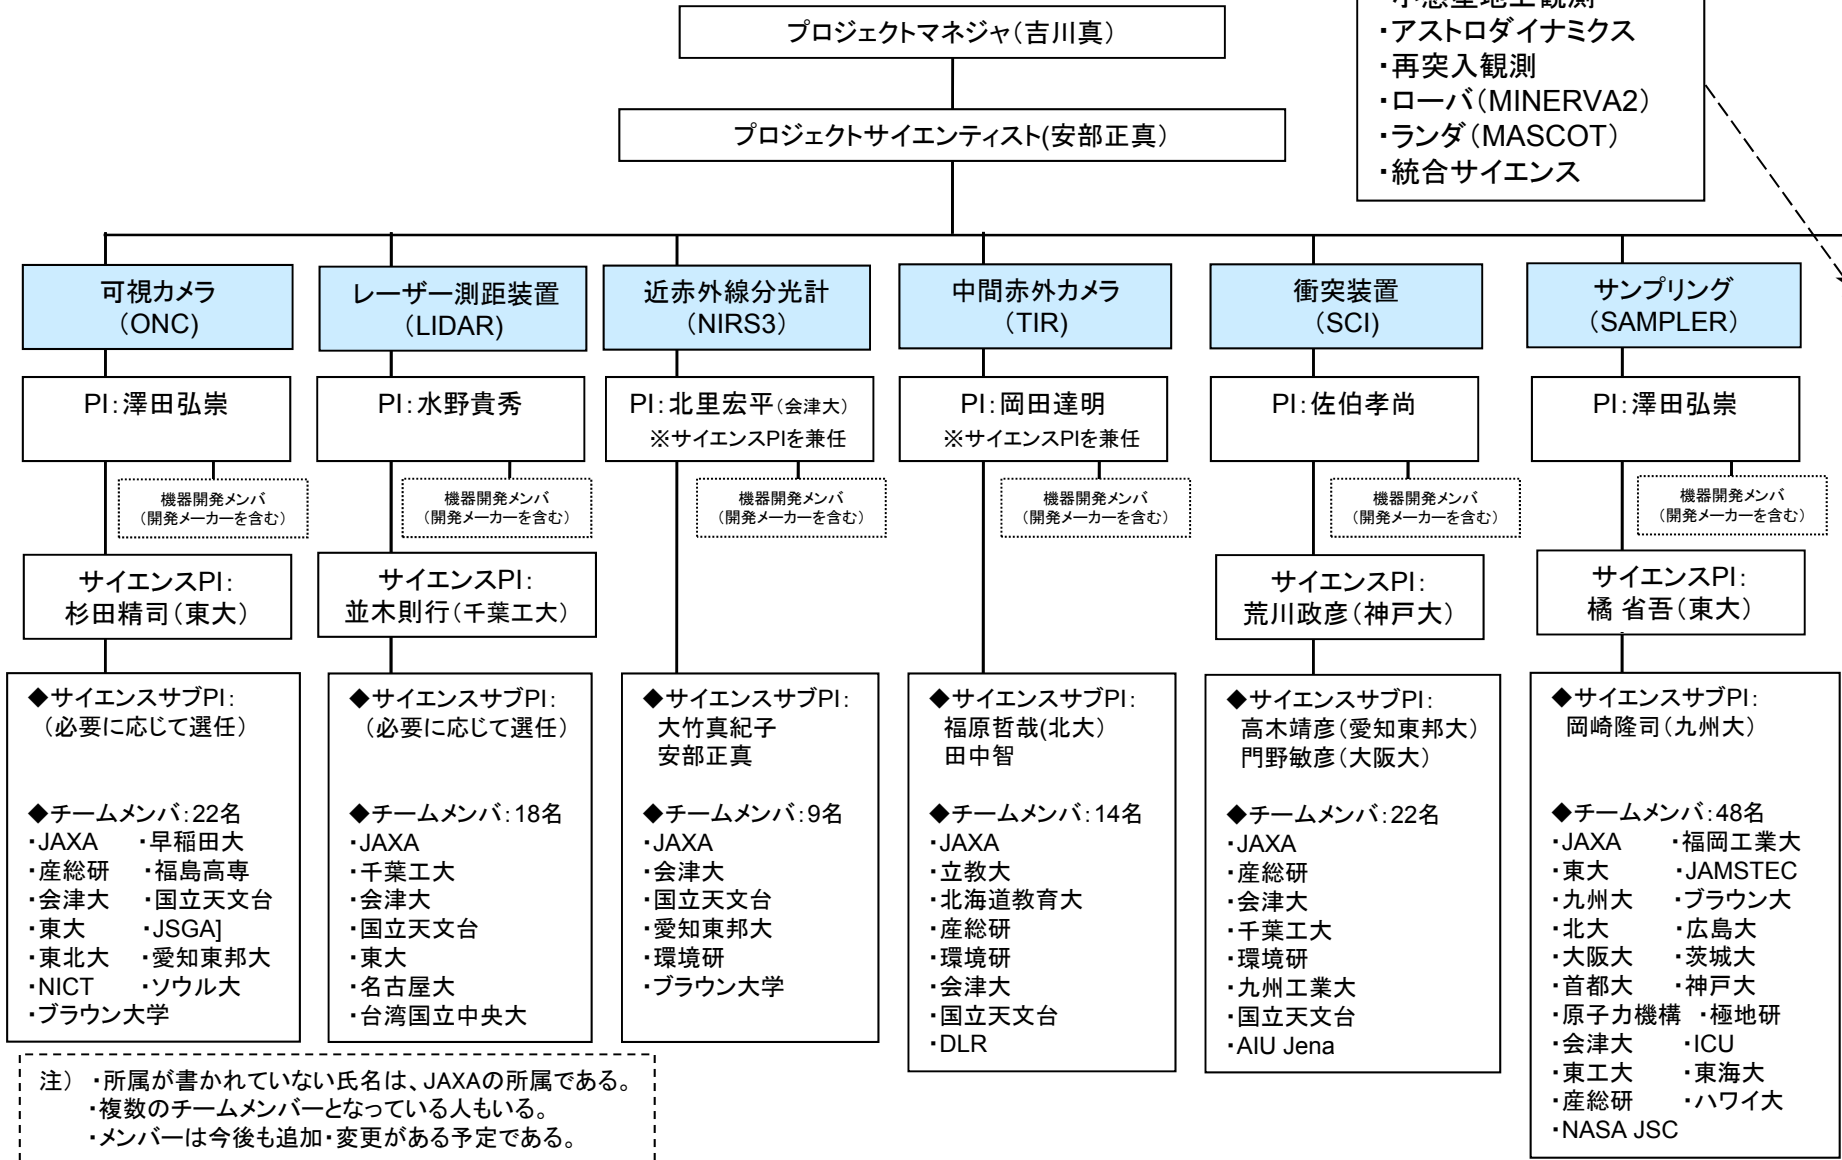 プロジェクトマネジャ(吉川真)
プロジェクトサイエンティスト(安部正真)
・アストロダイナミクス
・再突入観測
・ローバ(MINERVA2)
・ランダ(MASCOT)
・統合サイエンス
可視カメラ
(ONC)
PI:澤田弘崇
機器開発メンバ
(開発メーカーを含む)
サイエンスPI:
杉田精司(東大)
◆サイエンスサブPI:
(必要に応じて選任)
◆チームメンバ:22名
・JAXA ・早稲田大
・産総研 ・福島高専
・会津大 ・国立天文台
・東大 ・JSGA]
・東北大 ・愛知東邦大
・NICT ・ソウル大
・ブラウン大学
レーザー測距装置
(LIDAR)
PI:水野貴秀
機器開発メンバ
(開発メーカーを含む)
サイエンスPI:
並木則行(千葉工大)
◆サイエンスサブPI:
(必要に応じて選任)
◆チームメンバ:18名
・JAXA
・千葉工大
・会津大
・国立天文台
・東大
・名古屋大
・台湾国立中央大
近赤外線分光計
(NIRS3)
PI:北里宏平(会津大)
※サイエンスPIを兼任
機器開発メンバ
(開発メーカーを含む)
◆サイエンスサブPI:
大竹真紀子
安部正真
◆チームメンバ:9名
・JAXA
・会津大
・国立天文台
・愛知東邦大
・環境研
・ブラウン大学
中間赤外カメラ
(TIR)
PI:岡田達明
※サイエンスPIを兼任
機器開発メンバ
(開発メーカーを含む)
◆サイエンスサブPI:
福原哲哉(北大)
田中智
◆チームメンバ:14名
・JAXA
・立教大
・北海道教育大
・産総研
・環境研
・会津大
・国立天文台
・DLR
衝突装置
(SCI)
PI:佐伯孝尚
機器開発メンバ
(開発メーカーを含む)
サイエンスPI:
荒川政彦(神戸大)
◆サイエンスサブPI:
高木靖彦(愛知東邦大)
門野敏彦(大阪大)
◆チームメンバ:22名
・JAXA
・産総研
・会津大
・千葉工大
・環境研
・九州工業大
・国立天文台
・AIU Jena
サンプリング
(SAMPLER)
PI:澤田弘崇
機器開発メンバ
(開発メーカーを含む)
サイエンスPI:
橘 省吾(東大)
◆サイエンスサブPI:
岡崎隆司(九州大)
◆チームメンバ:48名
・JAXA ・福岡工業大
・東大 ・JAMSTEC
・九州大 ・ブラウン大
・北大 ・広島大
・大阪大 ・茨城大
・首都大 ・神戸大
・原子力機構 ・極地研
・会津大 ・ICU
・東工大 ・東海大
・産総研 ・ハワイ大
・NASA JSC
注) ・所属が書かれていない氏名は、JAXAの所属である。
・複数のチームメンバーとなっている人もいる。
・メンバーは今後も追加・変更がある予定である。